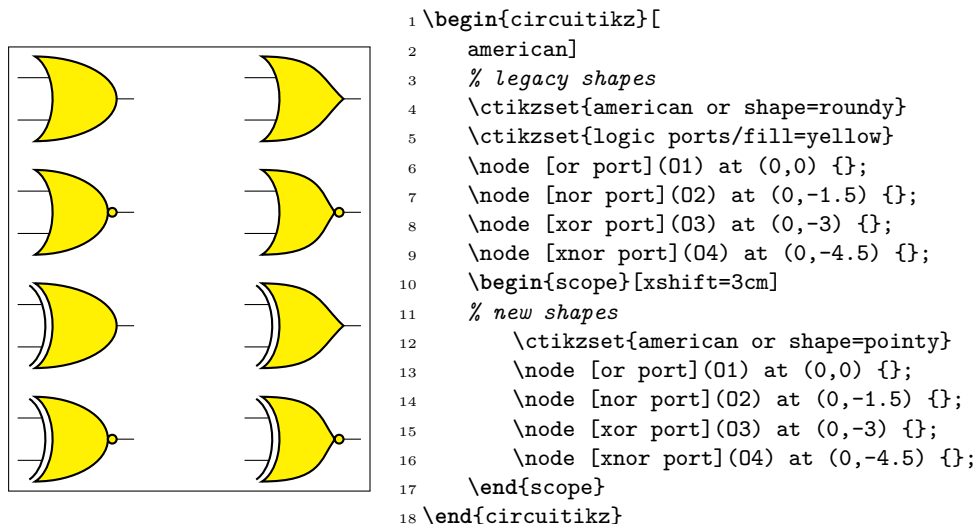 1 \begin{circuitikz}[
2     american]
3     % legacy shapes
4     \ctikzset{american or shape=roundy}
5     \ctikzset{logic ports/fill=yellow}
6     \node [or port](O1) at (0,0) {};
7     \node [nor port](O2) at (0,-1.5) {};
8     \node [xor port](O3) at (0,-3) {};
9     \node [xnor port](O4) at (0,-4.5) {};
10     \begin{scope}[xshift=3cm]
11     % new shapes
12         \ctikzset{american or shape=pointy}
13         \node [or port](O1) at (0,0) {};
14         \node [nor port](O2) at (0,-1.5) {};
15         \node [xor port](O3) at (0,-3) {};
16         \node [xnor port](O4) at (0,-4.5) {};
17     \end{scope}
18 \end{circuitikz}